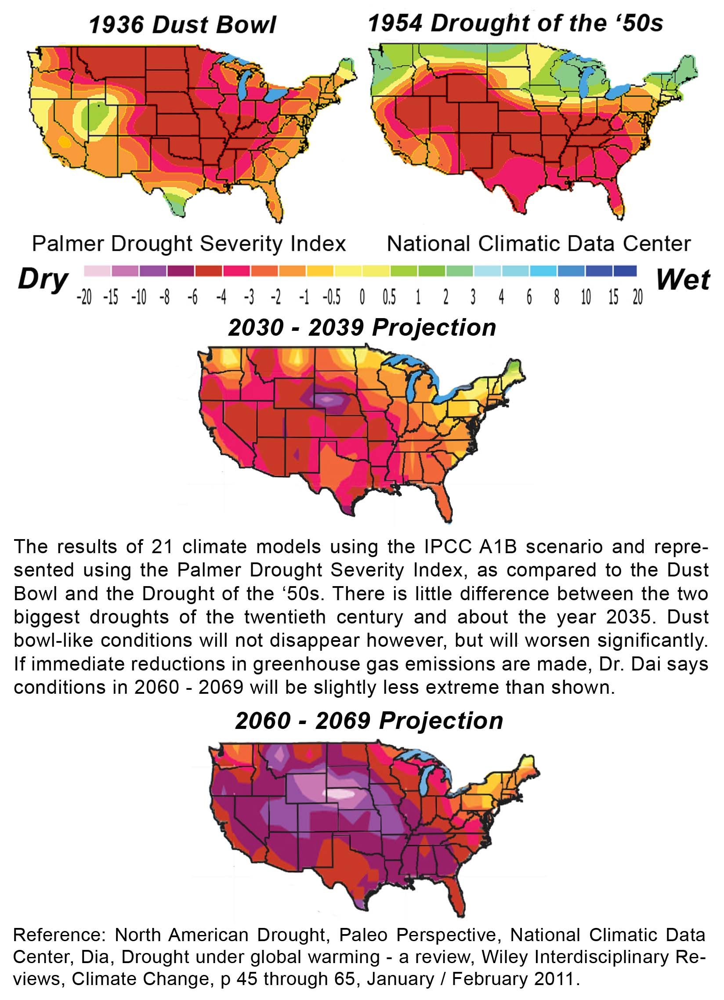 1936 Dust Bowl
1954 Drought of the ‘50s
Palmer Drought Severity Index
National Climatic Data Center
Dry
Wet
-20 -15 -10 -8 -6 -4 -3 -2 -1 -0.5 0 0.5 1 2 3 4 6 8 10 15 20
2030 - 2039 Projection
The results of 21 climate models using the IPCC A1B scenario and repre-
sented using the Palmer Drought Severity Index, as compared to the Dust
Bowl and the Drought of the ‘50s. There is little difference between the two
biggest droughts of the twentieth century and about the year 2035. Dust
bowl-like conditions will not disappear however, but will worsen significantly.
If immediate reductions in greenhouse gas emissions are made, Dr. Dai says
conditions in 2060 - 2069 will be slightly less extreme than shown.
2060 - 2069 Projection
Reference: North American Drought, Paleo Perspective, National Climatic Data
Center, Dia, Drought under global warming - a review, Wiley Interdisciplinary Re-
views, Climate Change, p 45 through 65, January / February 2011.